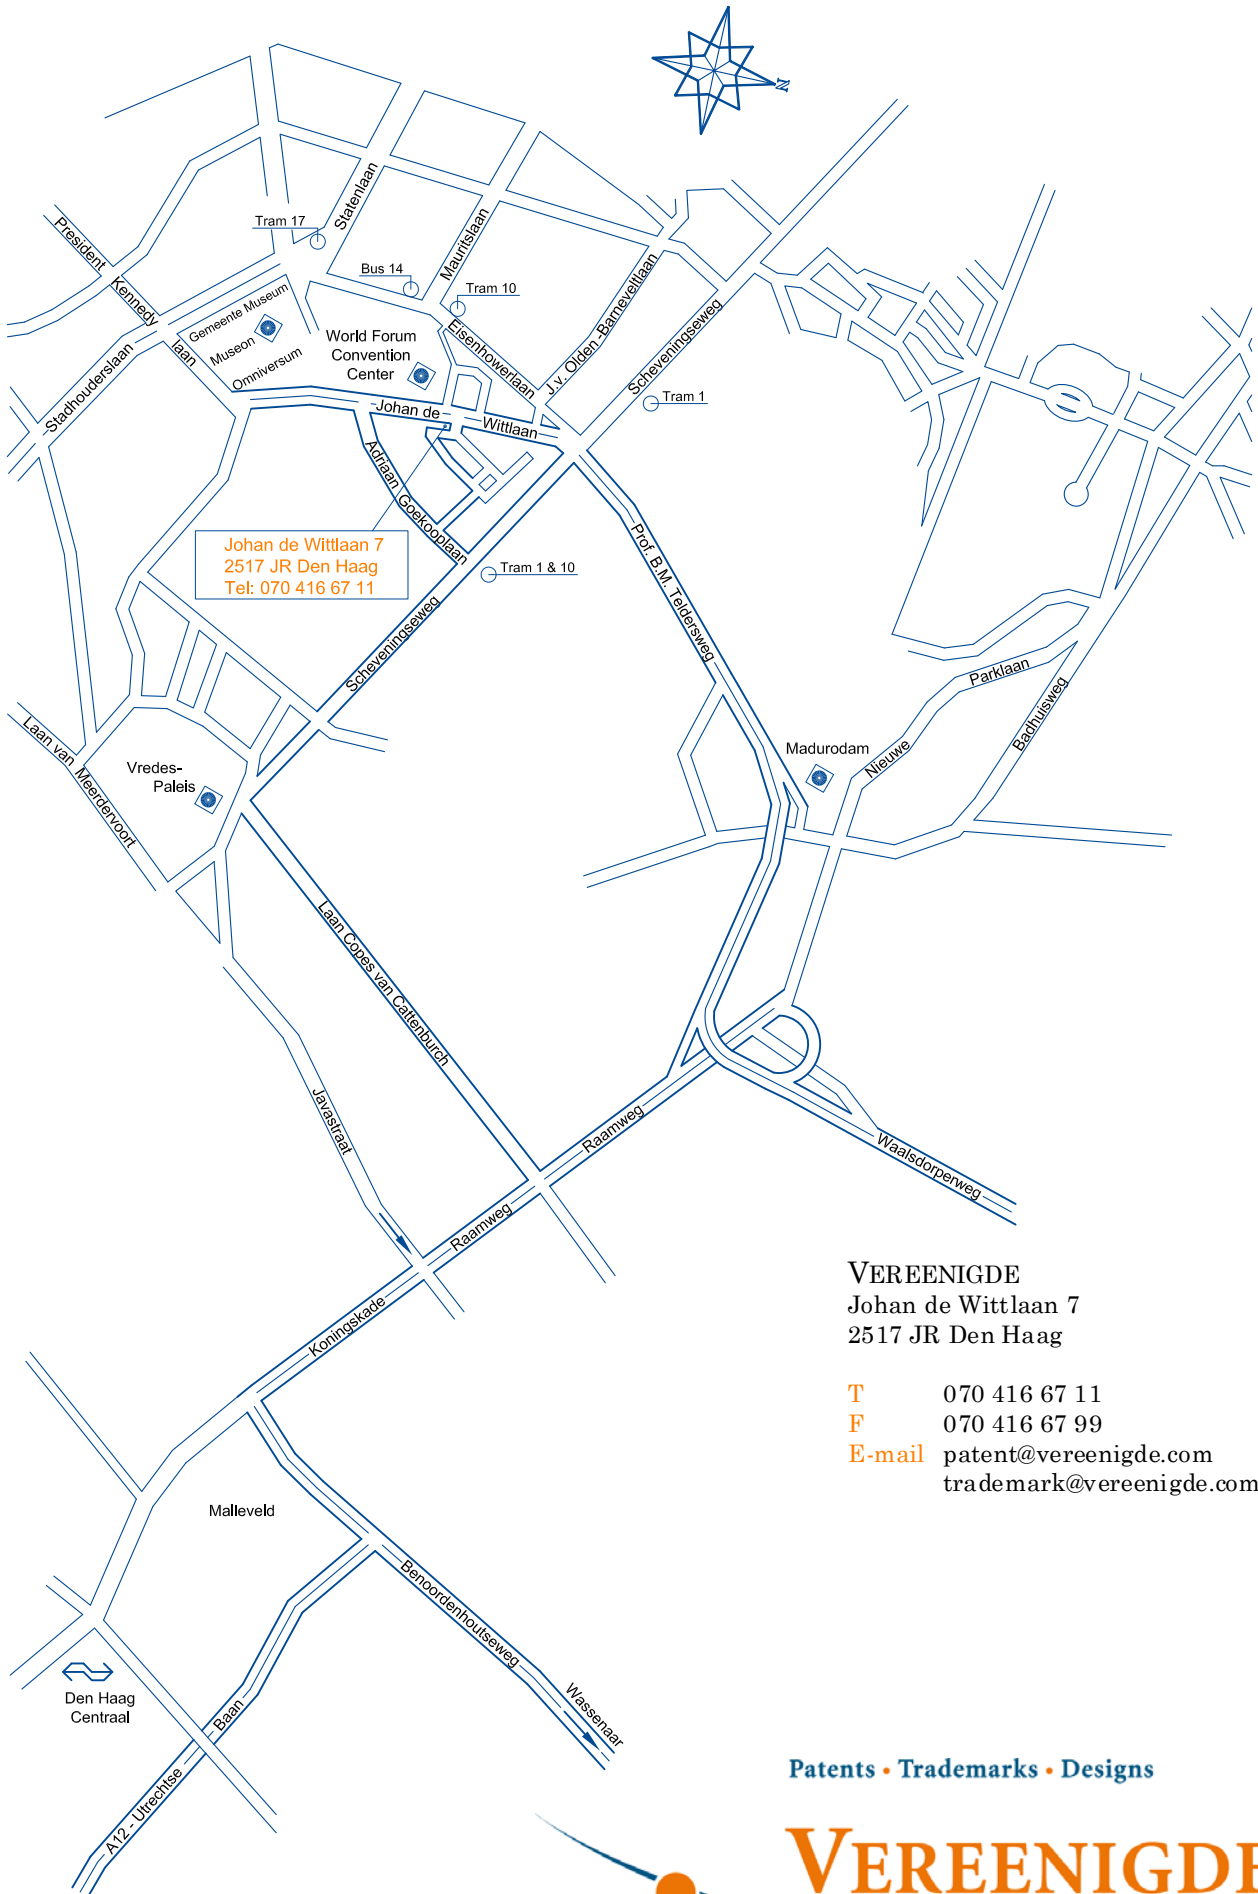 N
Statenlaan
Tram 17
President
Kennedy
laan
Mauritslaan
Bus 14
Tram 10
J.v. Olden -Barneveltlaan
Scheveningseweg
Gemeente Museum
Museon
Omniversum
World Forum
Convention
Center
Eisenhowerlaan
Stadhouderslaan
Tram 1
Johan de
Wittlaan
Adriaan
Goekooplaan
Johan de Wittlaan 7
2517 JR Den Haag
Tel: 070 416 67 11
Tram 1 & 10
Prof. B.M. Teldersweg
Scheveningseweg
Parklaan
Nieuwe
Badhuisweg
Laan van
Meerdervoort
Vredes-
Paleis
Madurodam
Laan Copes van Cattenburch
Javastraat
Raamweg
Waalsdorperweg
Raamweg
Koningskade
VEREENIGDE
Johan de Wittlaan 7
2517 JR Den Haag
T 070 416 67 11
F 070 416 67 99
E-mail patent@vereenigde.com
trademark@vereenigde.com
Malleveld
Benoordenhoutseweg
Wassenaar
Den Haag
Centraal
Baan
A12 - Utrechtse
Patents • Trademarks • Designs
VEREENIGDE